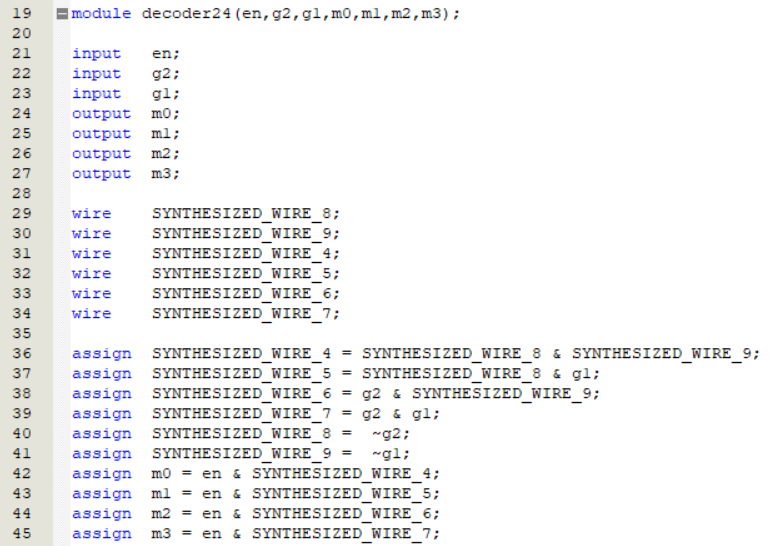 19 module decoder24(en,g2,g1,m0,m1,m2,m3);
20
21 input en;
22 input g2;
23 input g1;
24 output m0;
25 output m1;
26 output m2;
27 output m3;
28
29 wire SYNTHESIZED_WIRE_8;
30 wire SYNTHESIZED_WIRE_9;
31 wire SYNTHESIZED_WIRE_4;
32 wire SYNTHESIZED_WIRE_5;
33 wire SYNTHESIZED_WIRE_6;
34 wire SYNTHESIZED_WIRE_7;
35
36 assign SYNTHESIZED_WIRE_4 = SYNTHESIZED_WIRE_8 & SYNTHESIZED_WIRE_9;
37 assign SYNTHESIZED_WIRE_5 = SYNTHESIZED_WIRE_8 & g1;
38 assign SYNTHESIZED_WIRE_6 = g2 & SYNTHESIZED_WIRE_9;
39 assign SYNTHESIZED_WIRE_7 = g2 & g1;
40 assign SYNTHESIZED_WIRE_8 =  ~g2;
41 assign SYNTHESIZED_WIRE_9 =  ~g1;
42 assign m0 = en & SYNTHESIZED_WIRE_4;
43 assign m1 = en & SYNTHESIZED_WIRE_5;
44 assign m2 = en & SYNTHESIZED_WIRE_6;
45 assign m3 = en & SYNTHESIZED_WIRE_7;